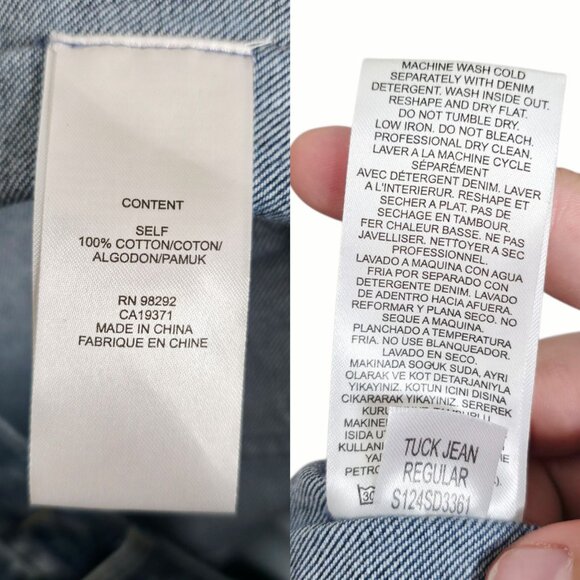 CONTENT
SELF
100% COTTON/COTON/
ALGODON/PAMUK
RN 98292
CA19371
MADE IN CHINA
FABRIQUE EN CHINE
MACHINE WASH COLD
SEPARATELY WITH DENIM
DETERGENT. WASH INSIDE OUT.
RESHAPE AND DRY FLAT.
DO NOT TUMBLE DRY.
LOW IRON. DO NOT BLEACH.
PROFESSIONAL DRY CLEAN.
LAVER A LA MACHINE CYCLE
SÉPARÉMENT
AVEC DÉTERGENT DENIM. LAVER
A L'INTERIEUR. RESHAPE ET
SECHER A PLAT. PAS DE
SECHAGE EN TAMBOUR.
FER CHALEUR BASSE. NE PAS
JAVELLISER. NETTOYER A SEC
PROFESSIONNEL.
LAVADO A MAQUINA CON AGUA
FRIA POR SEPARADO CON
DETERGENTE DENIM. LAVADO
DE ADENTRO HACIA AFUERA.
REFORMAR Y PLANA SECO. NO
SEQUE A MAQUINA.
PLANCHADO A TEMPERATURA
FRIA. NO USE BLANQUEADOR.
LAVADO EN SECO.
MAKINADA SOGUK SUDA, AYRI
OLARAK VE KOT DETARJANIYLA
YIKAYINIZ. KOTUN ICINI DISINA
CIKARARAK YIKAYINIZ. SEREREK
MAKINE
ISIDA U
KULLANI
PETRO
30
TUCK JEAN
REGULAR
S124SD3361